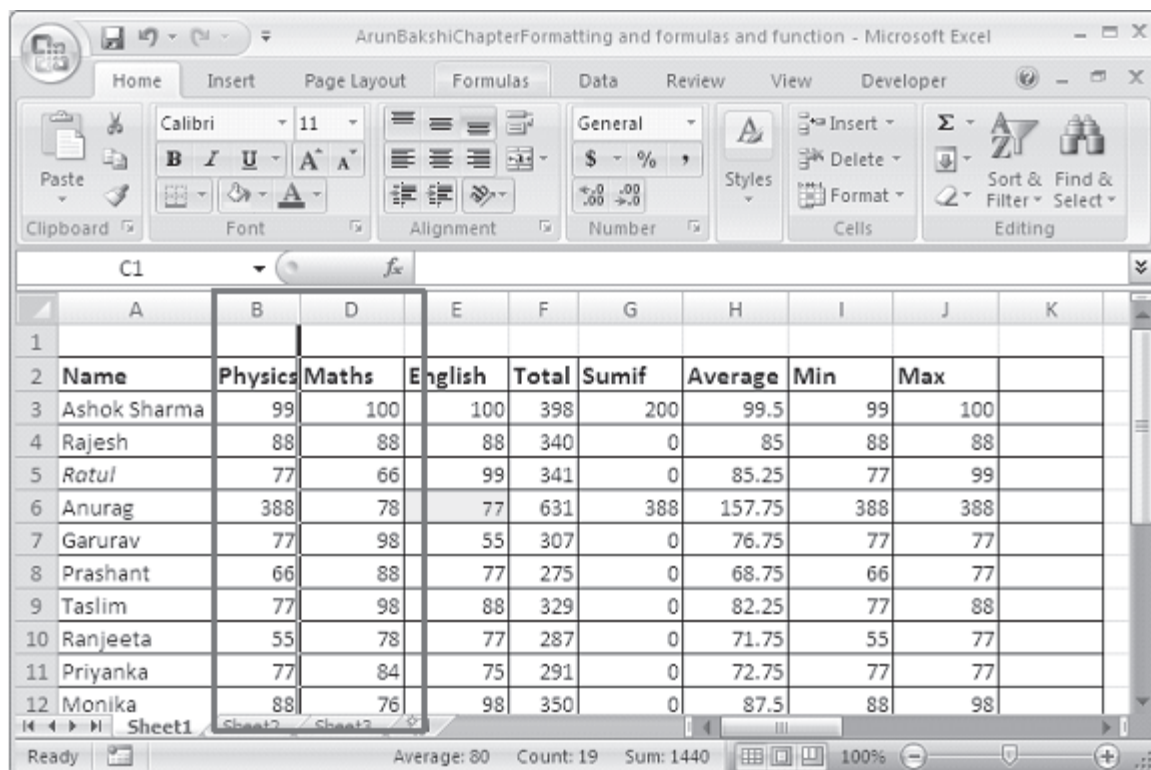 ArunBakshiChapterFormatting and formulas and function - Microsoft Excel
Home Insert Page Layout Formulas Data Review View Developer
Calibri 11 General Insert
B I U A A $ % , Delete
Paste Styles Format Sort & Filter Find & Select
Clipboard Font Alignment Number Cells Editing
C1 fx
A B D E F G H I J K
1
2 Name Physics Maths English Total Sumif Average Min Max
3 Ashok Sharma 99 100 100 398 200 99.5 99 100
4 Rajesh 88 88 88 340 0 85 88 88
5 Ratul 77 66 99 341 0 85.25 77 99
6 Anurag 388 78 77 631 388 157.75 388 388
7 Garurav 77 98 55 307 0 76.75 77 77
8 Prashant 66 88 77 275 0 68.75 66 77
9 Taslim 77 98 88 329 0 82.25 77 88
10 Ranjeeta 55 78 77 287 0 71.75 55 77
11 Priyanka 77 84 75 291 0 72.75 77 77
12 Monika 88 76 98 350 0 87.5 88 98
Sheet1 Sheet2 Sheet3
Ready Average: 80 Count: 19 Sum: 1440 100%